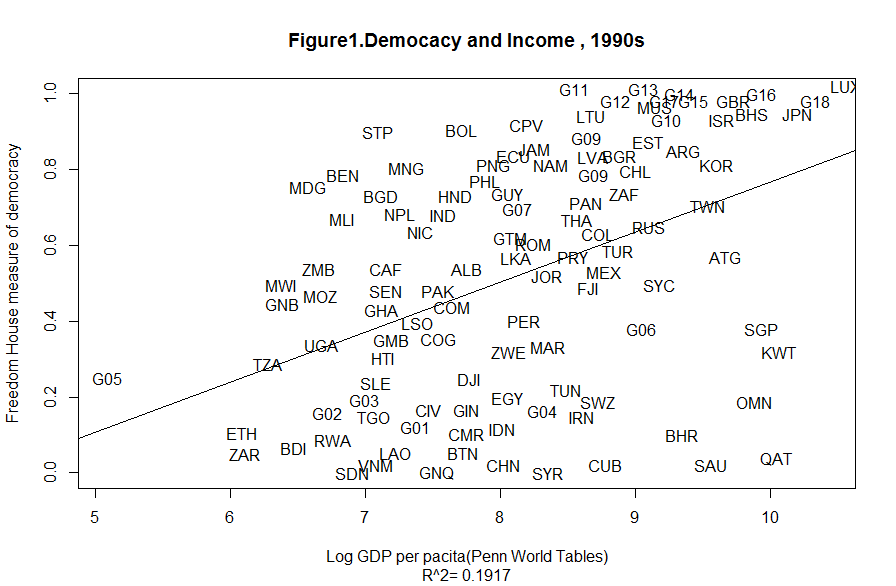 Figure1.Democacy and Income , 1990s
Freedom House measure of democracy
1.0
0.8
0.6
0.4
0.2
0.0
LUX
G11 G13 G14 G16
G12 G17 G15 GBR G18
MUS
LTU G10 ISR BHS JPN
STP BOL CPV
G09 EST
JAM ARG
ECU LVA BGR
BEN MNG PNG NAM G09 CHL KOR
MDG PHL
BGD HND GUY ZAF
MLI NPL IND G07 PAN TWN
NIC THA RUS
GTM ROM COL
LKA PRY TUR ATG
ZMB CAF ALB JOR MEX
MWI SEN PAK FJI SYC
GNB MOZ GHA COM
LSO PER G06 SGP
UGA GMB COG
TZA HTI ZWE MAR KWT
G05 SLE DJI
G03 EGY TUN SWZ OMN
G02 TGO CIV GIN G04 IRN
ETH G01 CMR IDN BHR
RWA
ZAR BDI LAO BTN
SDN VNM GNQ CHN SYR CUB SAU QAT
5 6 7 8 9 10
Log GDP per pacita(Penn World Tables)
R^2= 0.1917